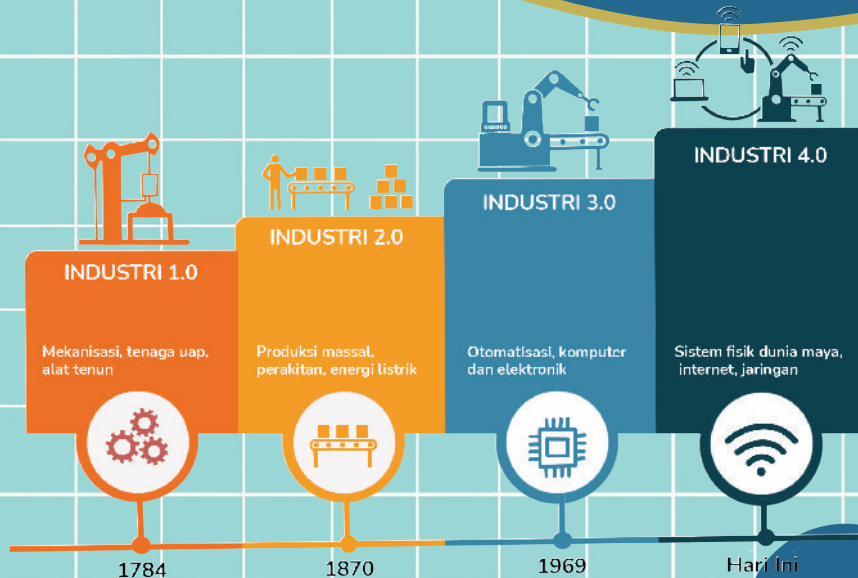 INDUSTRI 1.0
Mekanisasi, tenaga uap,
alat tenun
1784
INDUSTRI 2.0
Produksi massal,
perakitan, energi listrik
1870
INDUSTRI 3.0
Otomatisasi, komputer
dan elektronik
1969
INDUSTRI 4.0
Sistem fisik dunia maya,
internet, jaringan
Hari Ini